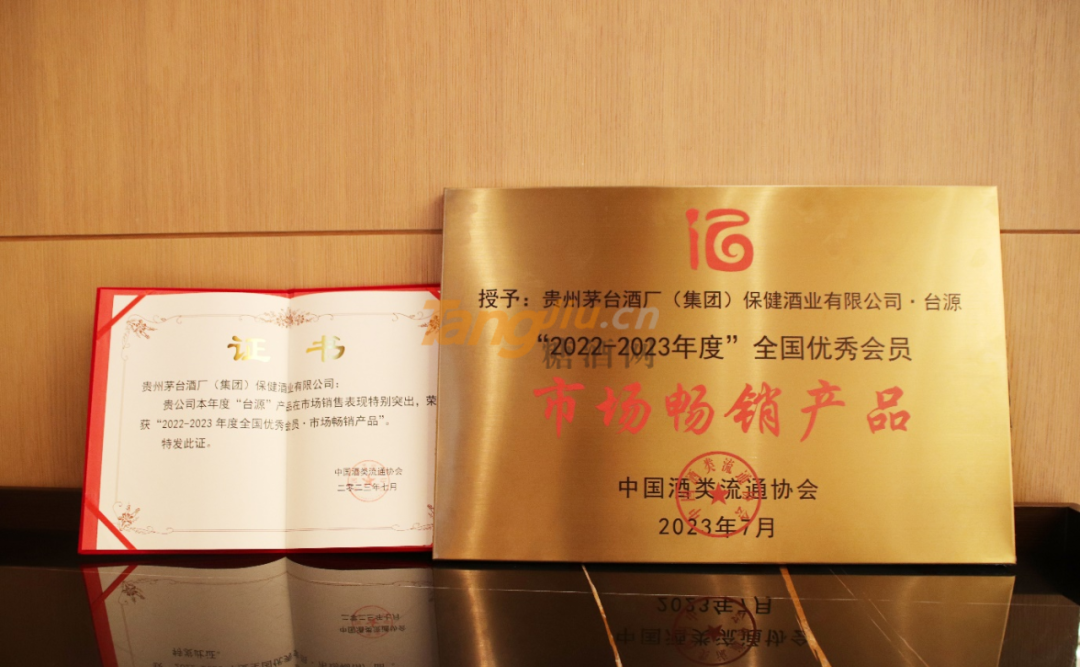 证 书
贵州茅台酒厂（集团）保健酒业有限公司：
贵公司本年度“台源”产品在市场销售表现特别突出，荣
获“2022-2023年度全国优秀会员·市场畅销产品”。
特发此证。
中国酒类流通协会
二零二三年七月
授予：贵州茅台酒厂（集团）保健酒业有限公司·台源
“2022-2023年度”全国优秀会员
市场畅销产品
中国酒类流通协会
2023年7月
Tangjiu.cn
糖酒网